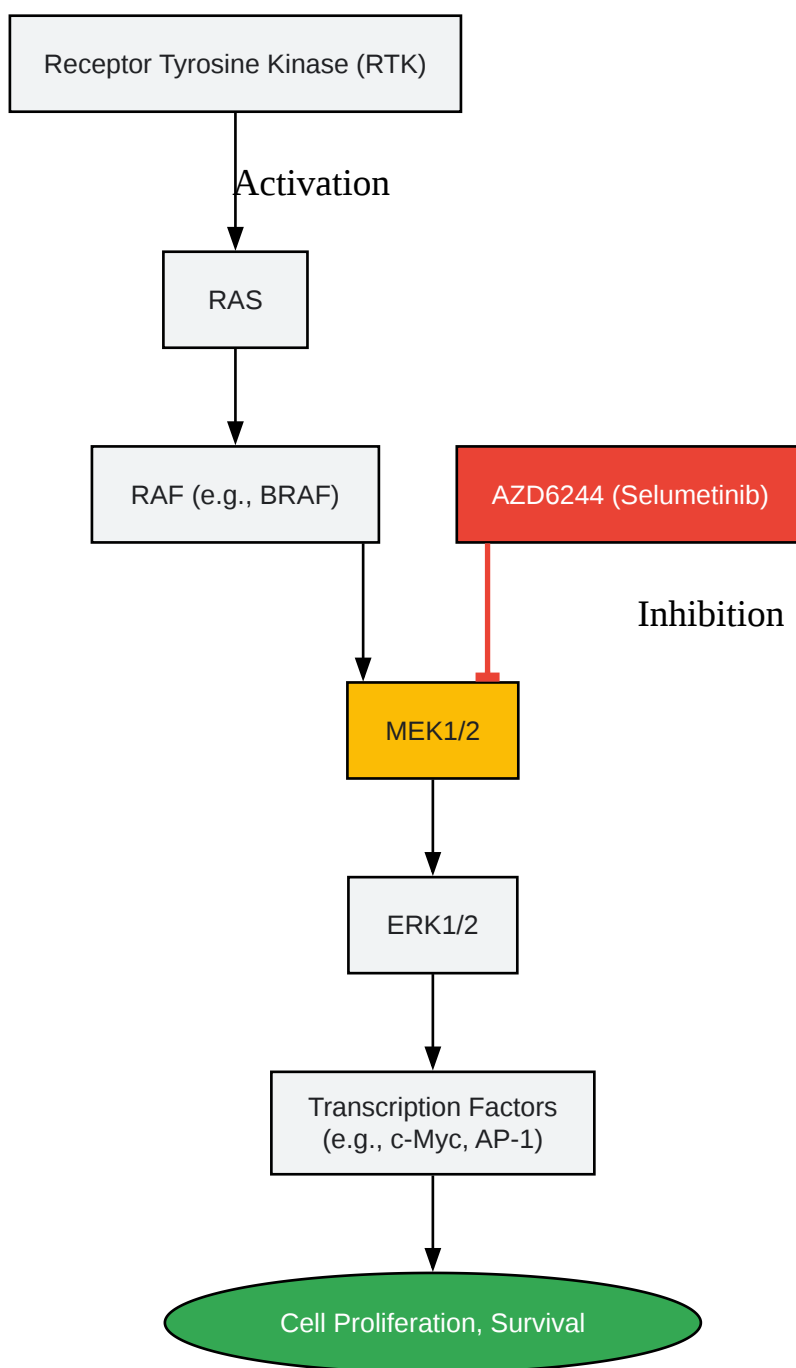 Receptor Tyrosine Kinase (RTK)
Activation
RAS
RAF (e.g., BRAF)
AZD6244 (Selumetinib)
Inhibition
MEK1/2
ERK1/2
Transcription Factors
(e.g., c-Myc, AP-1)
Cell Proliferation, Survival